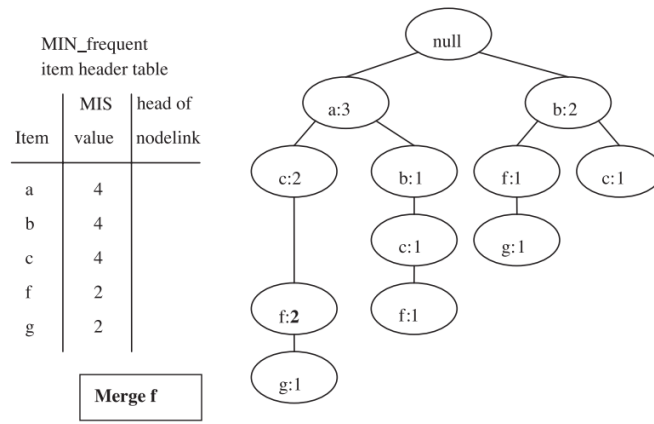 MIN_frequent
item header table
MIS head of
Item value nodelink
a 4
b 4
c 4
f 2
g 2
Merge f
null
a:3 b:2
c:2 b:1 f:1 c:1
c:1 g:1
f:2 f:1
g:1